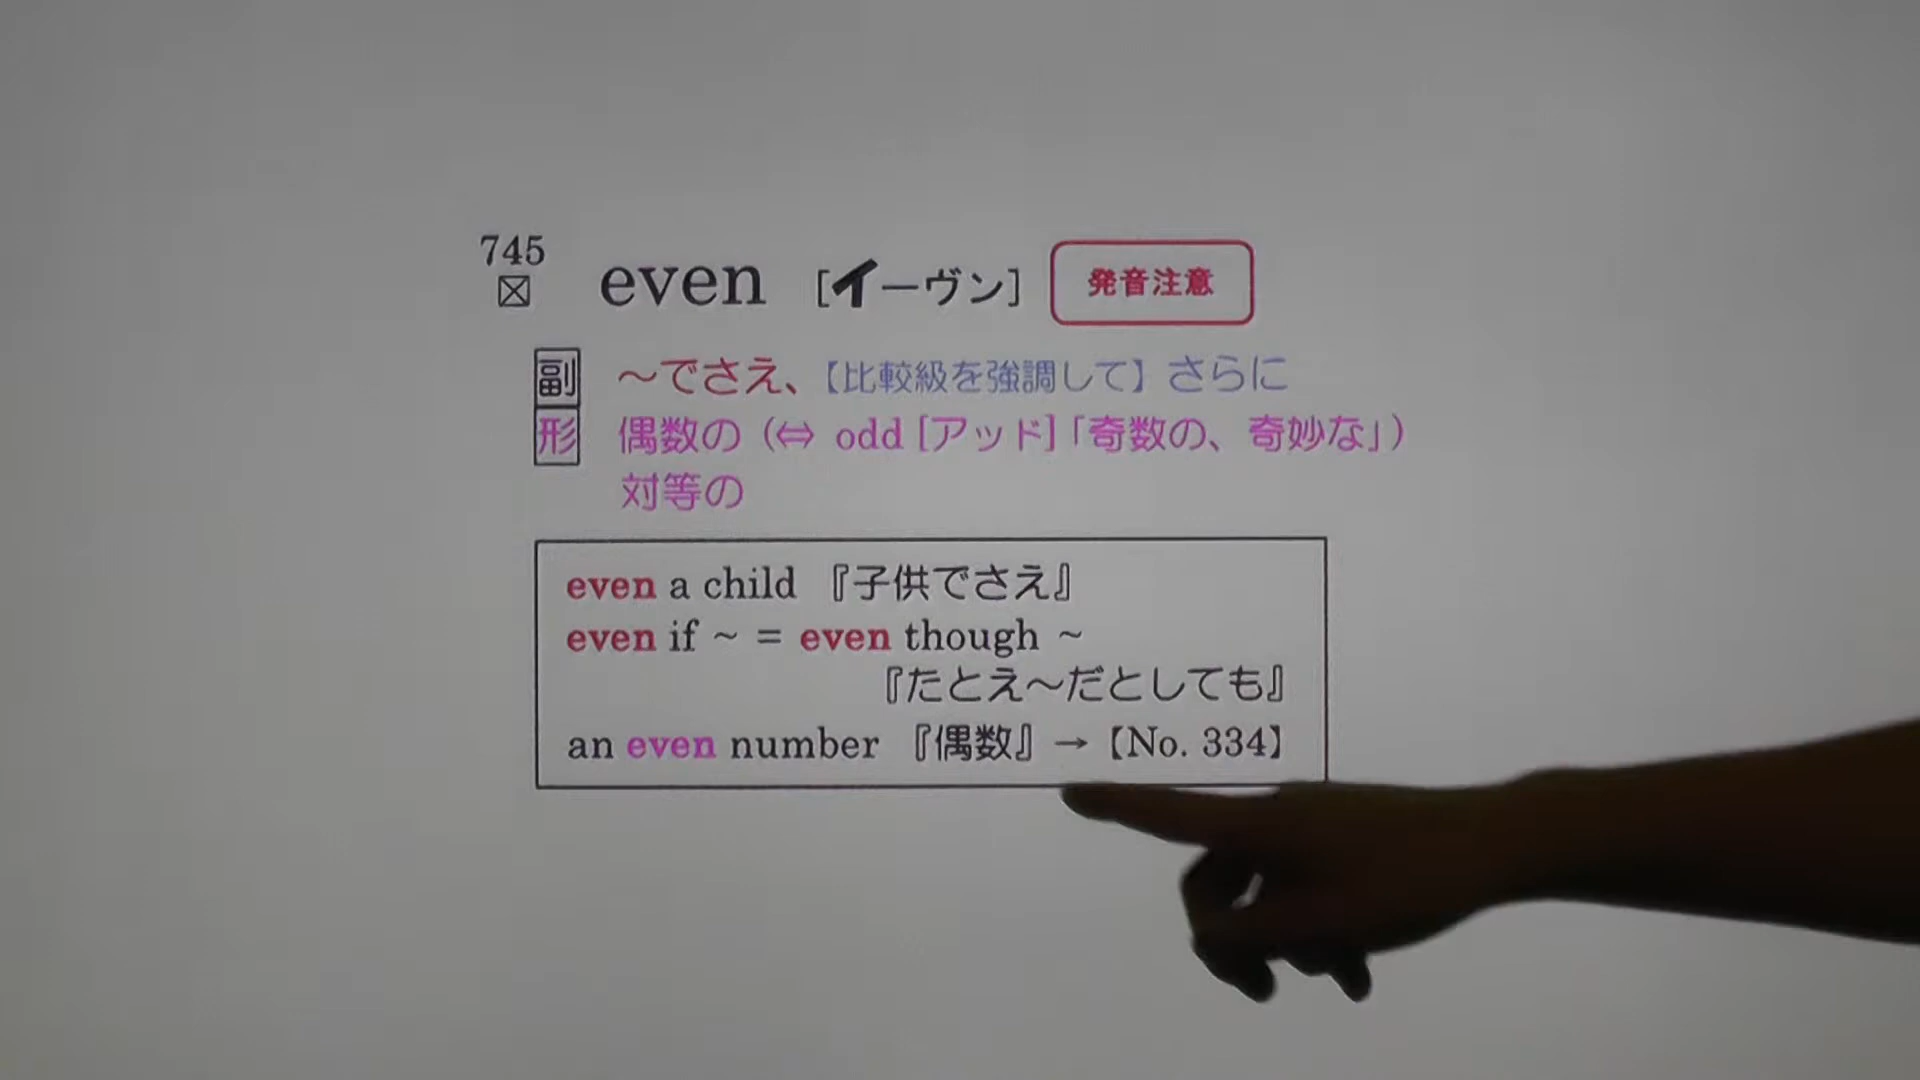 745
even [イーヴン] 発音注意
副 〜でさえ、【比較級を強調して】さらに
形 偶数の（⇔ odd [アッド]「奇数の、奇妙な」）
対等の
even a child 『子供でさえ』
even if ~ = even though ~
『たとえ〜だとしても』
an even number 『偶数』→【No. 334】